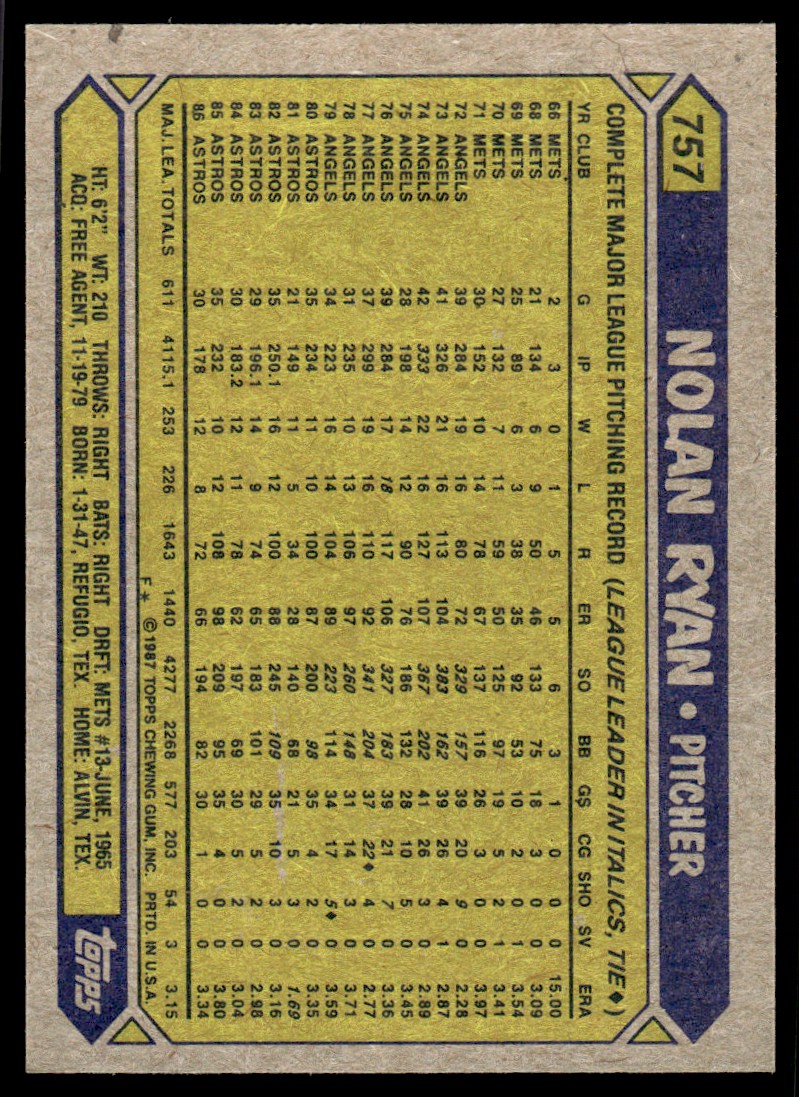 757
NOLAN RYAN • PITCHER
COMPLETE MAJOR LEAGUE PITCHING RECORD (LEAGUE LEADER IN ITALICS, TIE♦)
YR CLUB G IP W L R ER SO BB GS CG SHO SV ERA
66 METS 2 3 0 1 5 5 6 3 1 0 0 0 15.00
68 METS 21 134 6 9 50 46 133 75 18 3 0 0 3.09
69 METS 25 89 6 3 38 35 92 53 10 2 0 1 3.54
70 METS 27 132 7 11 59 50 125 97 19 5 2 1 3.41
71 METS 30 152 10 14 78 67 137 116 26 3 0 0 3.97
72 ANGELS 39 284 19 16 80 72 329 157 39 20 9 0 2.28
73 ANGELS 41 326 21 16 113 104 383 162 39 26 4 1 2.87
74 ANGELS 42 333 22 16 127 107 367 202 41 26 3 0 2.89
75 ANGELS 28 198 14 12 90 76 186 132 28 10 5 0 3.45
76 ANGELS 39 284 17 18 117 106 327 183 39 21 7 0 3.36
77 ANGELS 37 299 19 16 110 92 341 204 37 22♦ 4 0 2.77
78 ANGELS 31 235 10 13 106 97 260 148 31 14 3 0 3.71
79 ANGELS 34 223 16 14 104 89 223 114 34 17 5♦ 0 3.59
80 ASTROS 35 234 11 10 100 87 200 98 35 4 2 0 3.35
81 ASTROS 21 149 11 5 34 28 140 68 21 5 3 0 1.69
82 ASTROS 35 250.1 16 12 100 88 245 109 35 10 3 0 3.16
83 ASTROS 29 196.1 14 9 74 65 183 101 29 5 2 0 2.98
84 ASTROS 30 183.2 12 11 78 62 197 69 30 5 2 0 3.04
85 ASTROS 35 232 10 12 108 98 209 95 35 4 0 0 3.80
86 ASTROS 30 178 12 8 72 66 194 82 30 1 0 0 3.34
MAJ. LEA. TOTALS 611 4115.1 253 226 1643 1440 4277 2268 577 203 54 3 3.15
F* ©1987 TOPPS CHEWING GUM, INC. PRTD. IN U.S.A.
HT: 6'2" WT: 210 THROWS: RIGHT BATS: RIGHT DRFT: METS #13-JUNE, 1965
ACQ: FREE AGENT, 11-19-79 BORN: 1-31-47, REFUGIO, TEX. HOME: ALVIN, TEX.
topps